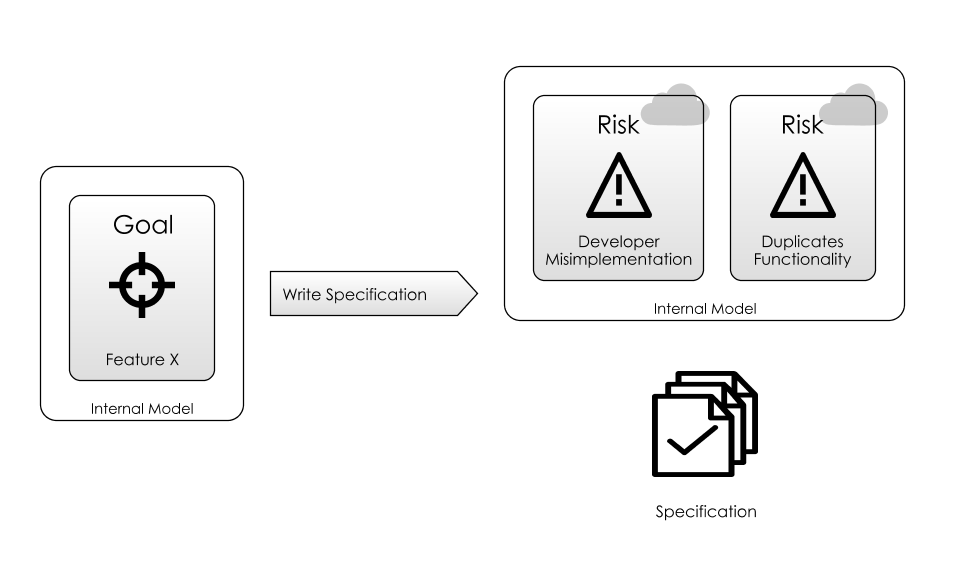 Goal
Feature X
Internal Model
Write Specification
Risk
Developer
Misimplementation
Risk
Duplicates
Functionality
Internal Model
Specification